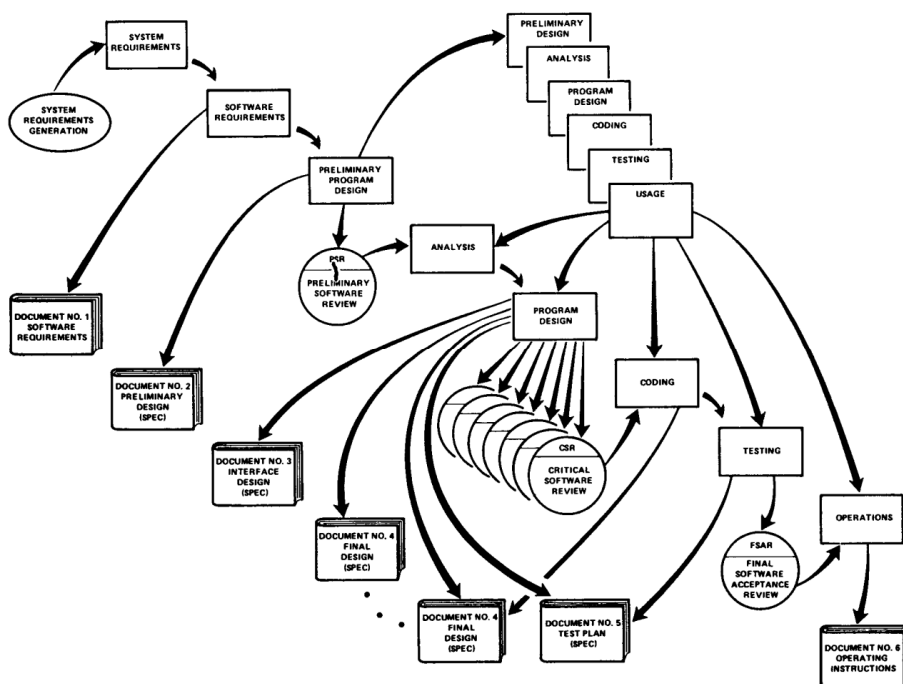 SYSTEM
REQUIREMENTS
SYSTEM
REQUIREMENTS
GENERATION
SOFTWARE
REQUIREMENTS
PRELIMINARY
PROGRAM
DESIGN
PRELIMINARY
DESIGN
ANALYSIS
PROGRAM
DESIGN
CODING
TESTING
USAGE
PSR
PRELIMINARY
SOFTWARE
REVIEW
ANALYSIS
PROGRAM
DESIGN
DOCUMENT NO. 1
SOFTWARE
REQUIREMENTS
DOCUMENT NO. 2
PRELIMINARY
DESIGN
(SPEC)
DOCUMENT NO. 3
INTERFACE
DESIGN
(SPEC)
CSR
CRITICAL
SOFTWARE
REVIEW
CODING
TESTING
DOCUMENT NO. 4
FINAL
DESIGN
(SPEC)
DOCUMENT NO. 4
FINAL
DESIGN
(SPEC)
DOCUMENT NO. 5
TEST PLAN
(SPEC)
FSAR
FINAL
SOFTWARE
ACCEPTANCE
REVIEW
OPERATIONS
DOCUMENT NO. 6
OPERATING
INSTRUCTIONS